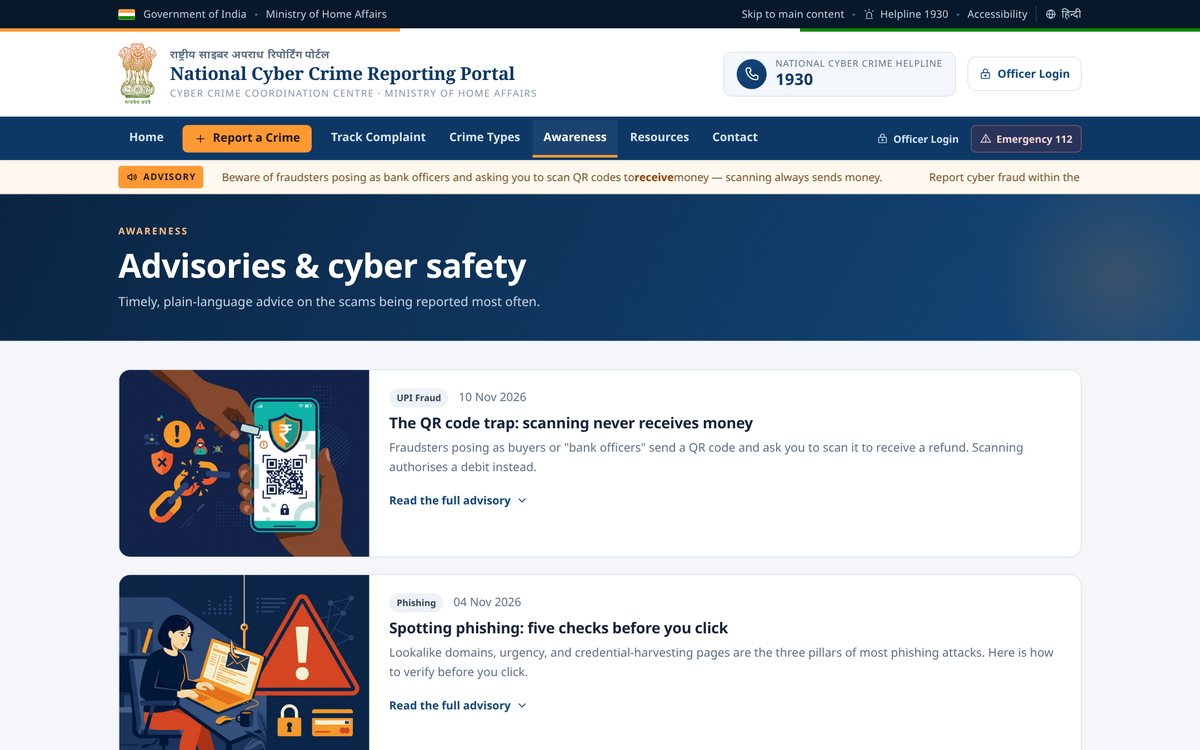 Government of India • Ministry of Home Affairs
Skip to main content • Helpline 1930 • Accessibility हिन्दी
राष्ट्रीय साइबर अपराध रिपोर्टिंग पोर्टल
National Cyber Crime Reporting Portal
CYBER CRIME COORDINATION CENTRE · MINISTRY OF HOME AFFAIRS
सत्यमेव जयते
NATIONAL CYBER CRIME HELPLINE
1930
Officer Login
Home
Report a Crime
Track Complaint
Crime Types
Awareness
Resources
Contact
Officer Login
Emergency 112
ADVISORY
Beware of fraudsters posing as bank officers and asking you to scan QR codes toreceivemoney — scanning always sends money.
Report cyber fraud within the
AWARENESS
Advisories & cyber safety
Timely, plain-language advice on the scams being reported most often.
₹
UPI Fraud 10 Nov 2026
The QR code trap: scanning never receives money
Fraudsters posing as buyers or "bank officers" send a QR code and ask you to scan it to receive a refund. Scanning
authorises a debit instead.
Read the full advisory
Phishing 04 Nov 2026
Spotting phishing: five checks before you click
Lookalike domains, urgency, and credential-harvesting pages are the three pillars of most phishing attacks. Here is how
to verify before you click.
Read the full advisory